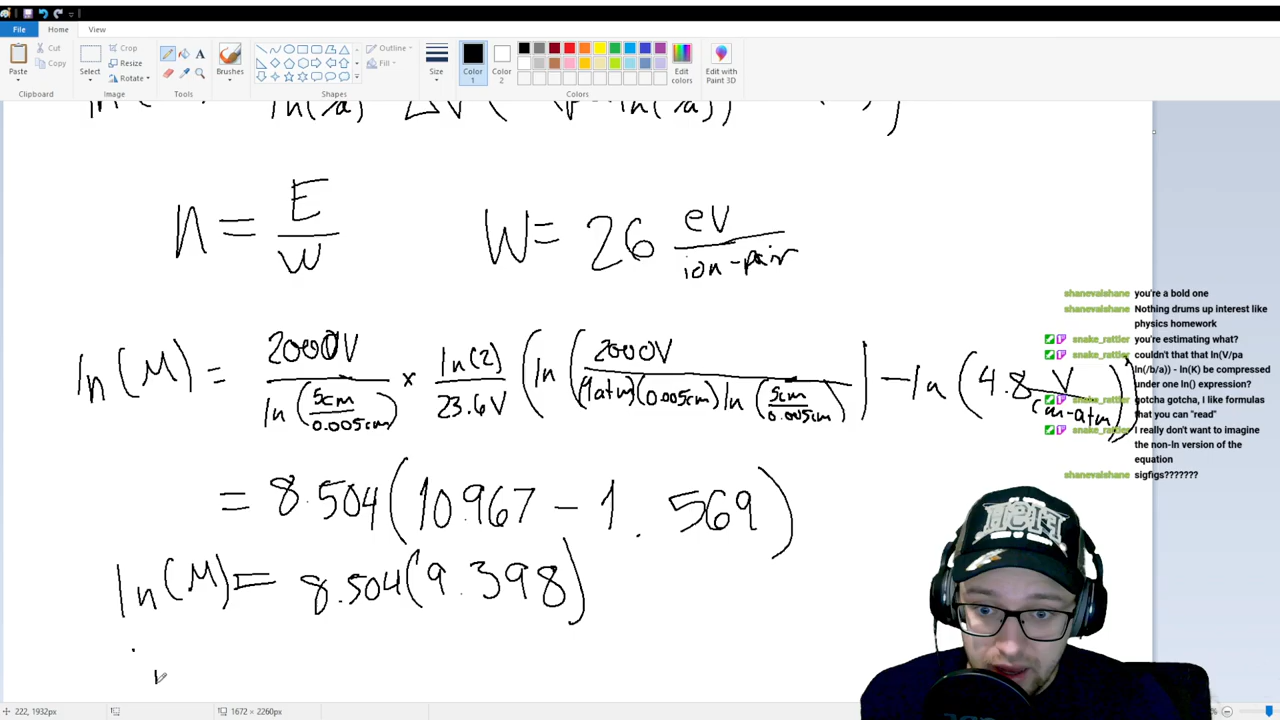 File Home View
Paste Cut Copy Clipboard
Select Crop Resize Rotate Image
A Tools
Brushes
Outline Fill Shapes
Size
Color 1 Color 2 Edit colors Colors
Edit with Paint 3D
n = E/W W = 26 eV/ion-pair
ln(M) = 2000V/ln(5cm/0.005cm) × ln(2)/23.6V (ln(2000V/(1atm)(0.005cm)ln(5cm/0.005cm)) - ln(4.8 V/cm-atm))
= 8.504(10.967 - 1.569)
ln(M) = 8.504(9.398)
shanevalshane you're a bold one
shanevalshane Nothing drums up interest like
physics homework
snake_rattler you're estimating what?
snake_rattler couldn't that that ln(V/pa
ln(b/a)) - ln(K) be compressed
under one ln() expression?
snake_rattler gotcha gotcha, I like formulas
that you can "read"
snake_rattler I really don't want to imagine
the non-ln version of the
equation
shanevalshane sigfigs???????
222, 1932px 1672 × 2260px